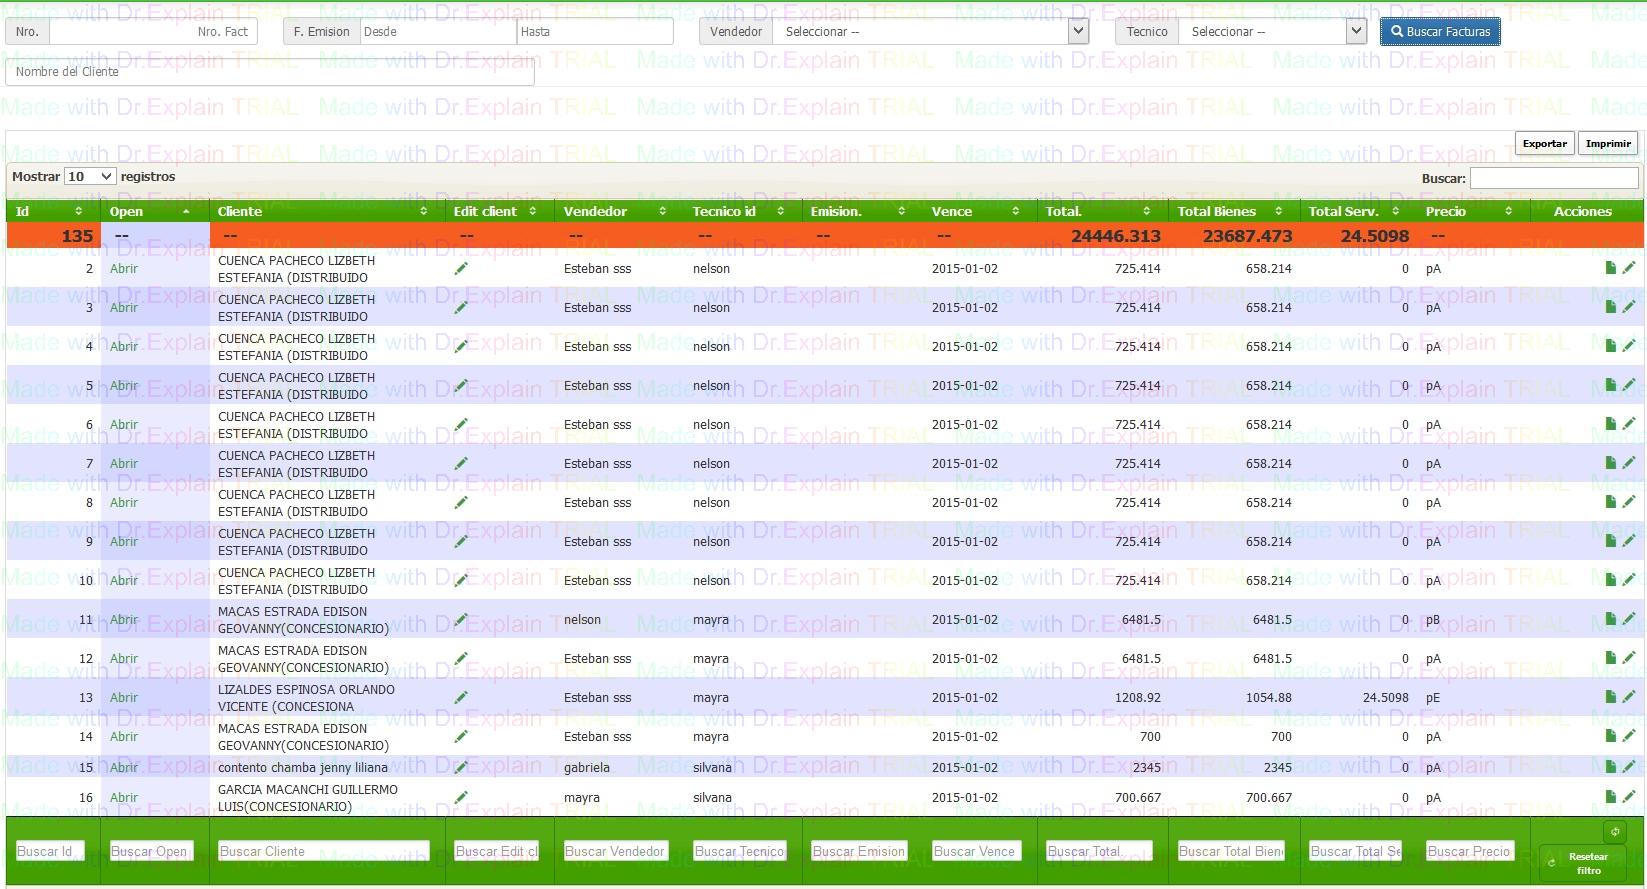 Nro. Nro. Fact F. Emision Desde Hasta Vendedor Seleccionar -- Tecnico Seleccionar -- Buscar Facturas
Nombre del Cliente
Made with Dr.Explain TRIAL
Exportar Imprimir
Mostrar 10 registros Buscar:
Id Open Cliente Edit client Vendedor Tecnico id Emision. Vence Total. Total Bienes Total Serv. Precio Acciones
135 -- -- -- -- -- -- -- 24446.313 23687.473 24.5098 --
2 Abrir CUENCA PACHECO LIZBETH Esteban sss nelson 2015-01-02 725.414 658.214 0 pA
ESTEFANIA (DISTRIBUIDO
3 Abrir CUENCA PACHECO LIZBETH Esteban sss nelson 2015-01-02 725.414 658.214 0 pA
ESTEFANIA (DISTRIBUIDO
4 Abrir CUENCA PACHECO LIZBETH Esteban sss nelson 2015-01-02 725.414 658.214 0 pA
ESTEFANIA (DISTRIBUIDO
5 Abrir CUENCA PACHECO LIZBETH Esteban sss nelson 2015-01-02 725.414 658.214 0 pA
ESTEFANIA (DISTRIBUIDO
6 Abrir CUENCA PACHECO LIZBETH Esteban sss nelson 2015-01-02 725.414 658.214 0 pA
ESTEFANIA (DISTRIBUIDO
7 Abrir CUENCA PACHECO LIZBETH Esteban sss nelson 2015-01-02 725.414 658.214 0 pA
ESTEFANIA (DISTRIBUIDO
8 Abrir CUENCA PACHECO LIZBETH Esteban sss nelson 2015-01-02 725.414 658.214 0 pA
ESTEFANIA (DISTRIBUIDO
9 Abrir CUENCA PACHECO LIZBETH Esteban sss nelson 2015-01-02 725.414 658.214 0 pA
ESTEFANIA (DISTRIBUIDO
10 Abrir CUENCA PACHECO LIZBETH Esteban sss nelson 2015-01-02 725.414 658.214 0 pA
ESTEFANIA (DISTRIBUIDO
11 Abrir MACAS ESTRADA EDISON nelson mayra 2015-01-02 6481.5 6481.5 0 pB
GEOVANNY(CONCESIONARIO)
12 Abrir MACAS ESTRADA EDISON Esteban sss mayra 2015-01-02 6481.5 6481.5 0 pA
GEOVANNY(CONCESIONARIO)
13 Abrir LIZALDES ESPINOSA ORLANDO Esteban sss mayra 2015-01-02 1208.92 1054.88 24.5098 pE
VICENTE (CONCESIONA
14 Abrir MACAS ESTRADA EDISON Esteban sss mayra 2015-01-02 700 700 0 pA
GEOVANNY(CONCESIONARIO)
15 Abrir contento chamba jenny liliana gabriela silvana 2015-01-02 2345 2345 0 pA
16 Abrir GARCIA MACANCHI GUILLERMO mayra silvana 2015-01-02 700.667 700.667 0 pA
LUIS(CONCESIONARIO)
Buscar Id Buscar Open Buscar Cliente Buscar Edit cl Buscar Vendedor Buscar Tecnico Buscar Emision Buscar Vence Buscar Total. Buscar Total Bien Buscar Total Se Buscar Precio Resetear
filtro